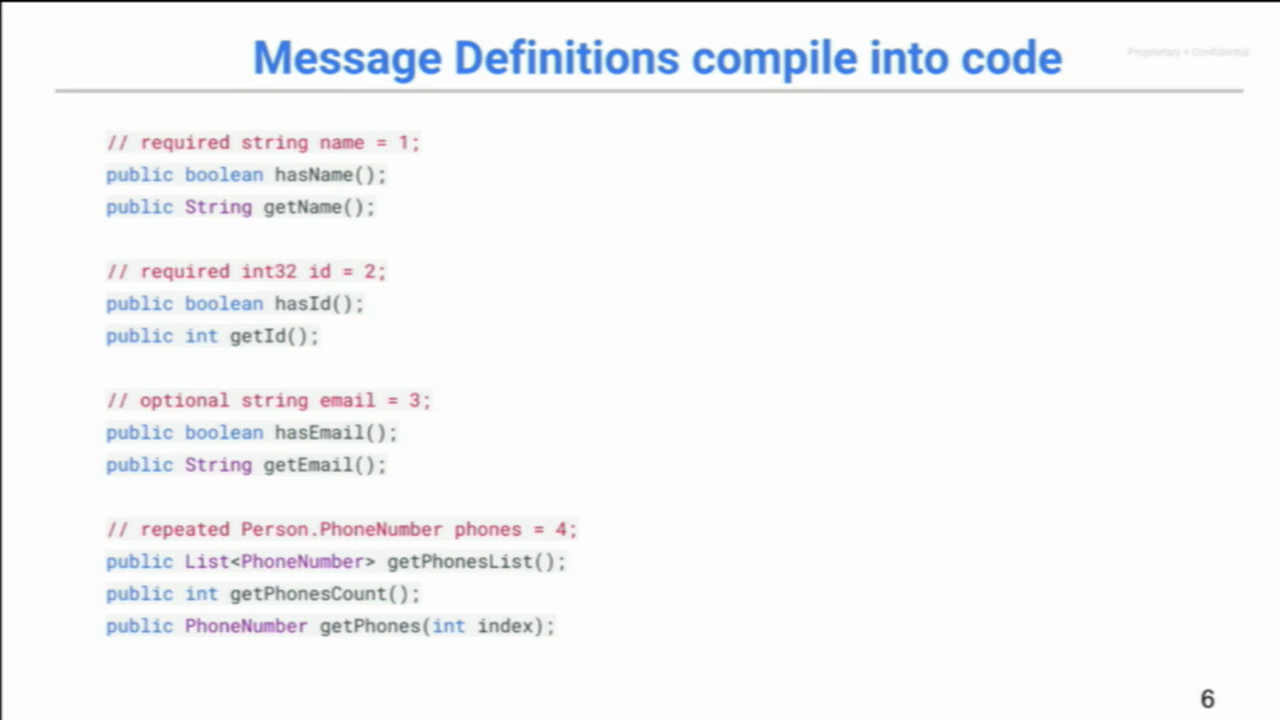 Message Definitions compile into code
Proprietary + Confidential
// required string name = 1;
public boolean hasName();
public String getName();
// required int32 id = 2;
public boolean hasId();
public int getId();
// optional string email = 3;
public boolean hasEmail();
public String getEmail();
// repeated Person.PhoneNumber phones = 4;
public List<PhoneNumber> getPhonesList();
public int getPhonesCount();
public PhoneNumber getPhones(int index);
6